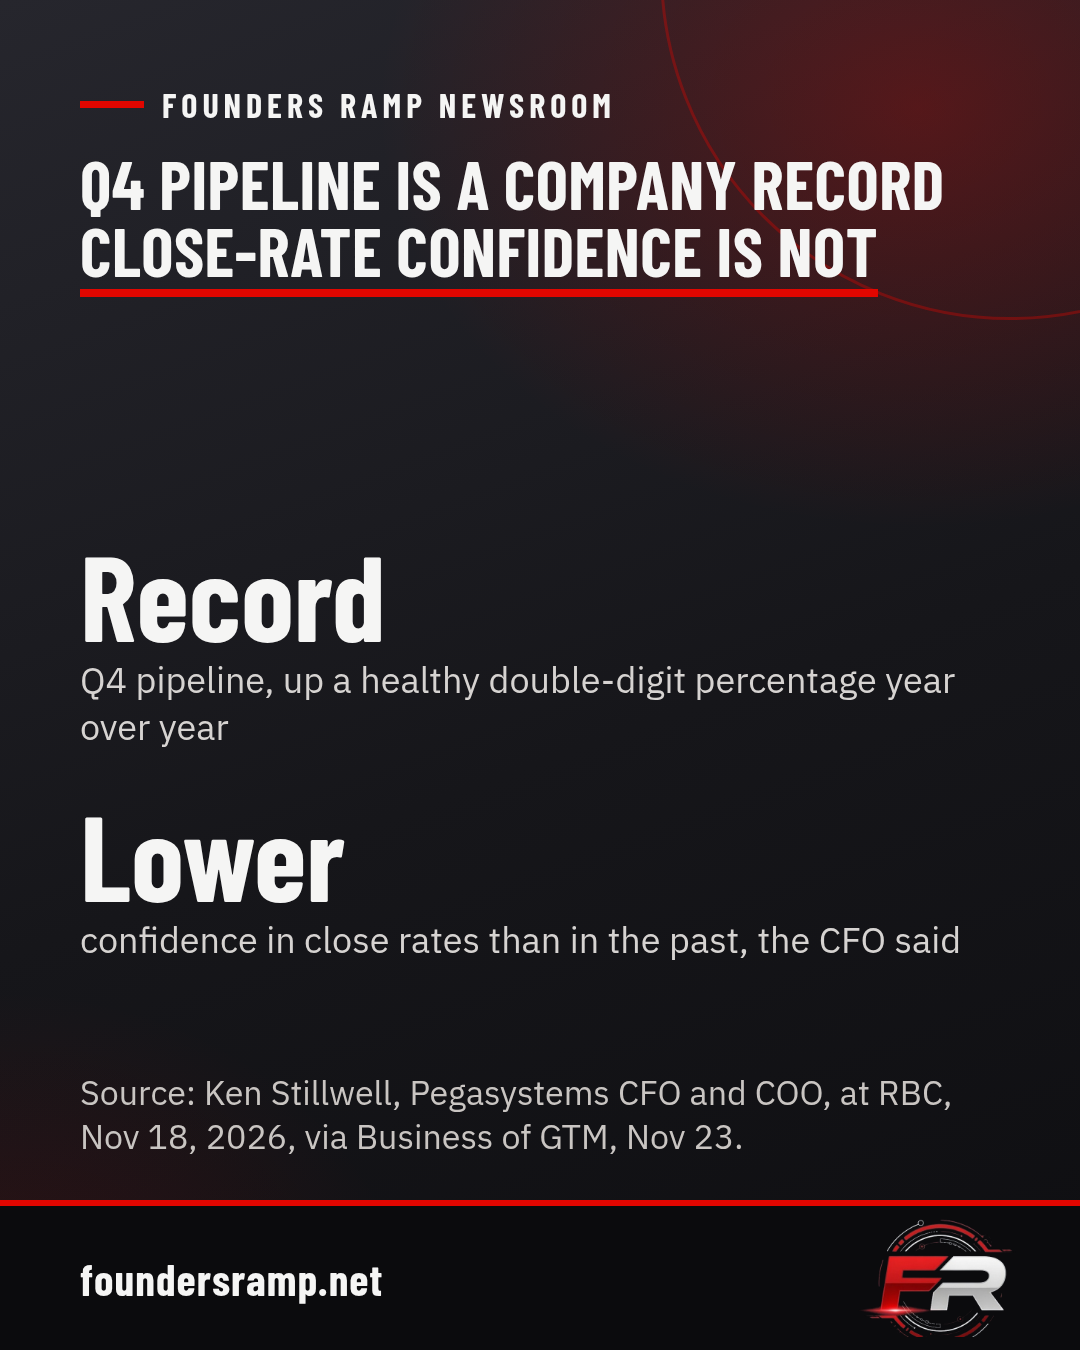 FOUNDERS RAMP NEWSROOM
Q4 PIPELINE IS A COMPANY RECORD
CLOSE-RATE CONFIDENCE IS NOT
Record
Q4 pipeline, up a healthy double-digit percentage year
over year
Lower
confidence in close rates than in the past, the CFO said
Source: Ken Stillwell, Pegasystems CFO and COO, at RBC,
Nov 18, 2026, via Business of GTM, Nov 23.
foundersramp.net
FR